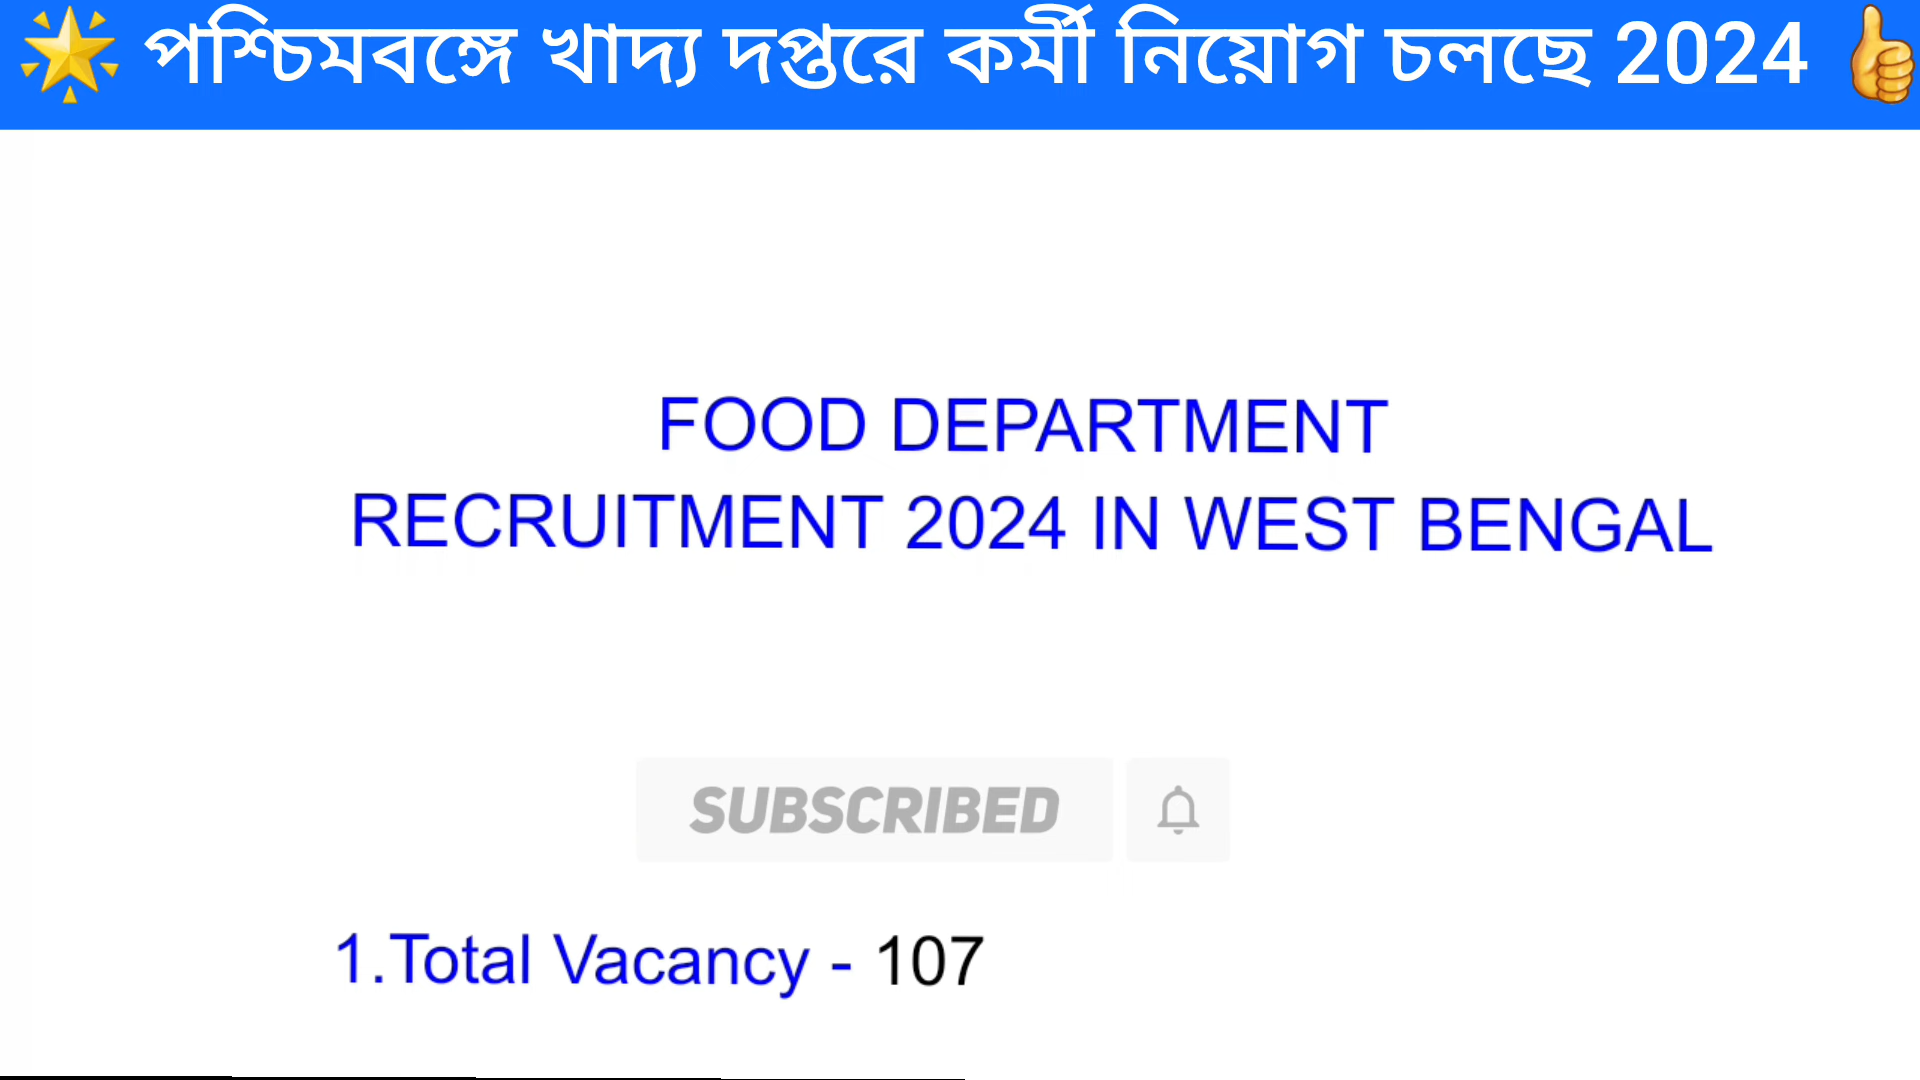 🌟 পশ্চিমবঙ্গে খাদ্য দপ্তরে কর্মী নিয়োগ চলছে 2024 👍
FOOD DEPARTMENT
RECRUITMENT 2024 IN WEST BENGAL
SUBSCRIBED
1.Total Vacancy - 107